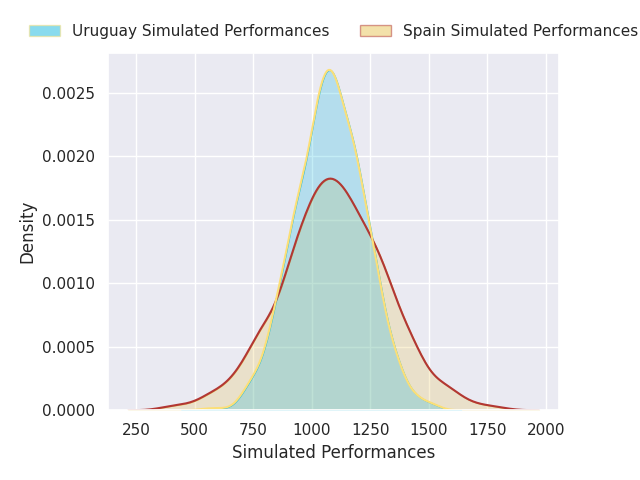 Uruguay Simulated Performances Spain Simulated Performances
0.0025
0.0020
0.0015
0.0010
0.0005
0.0000
Density
250 500 750 1000 1250 1500 1750 2000
Simulated Performances